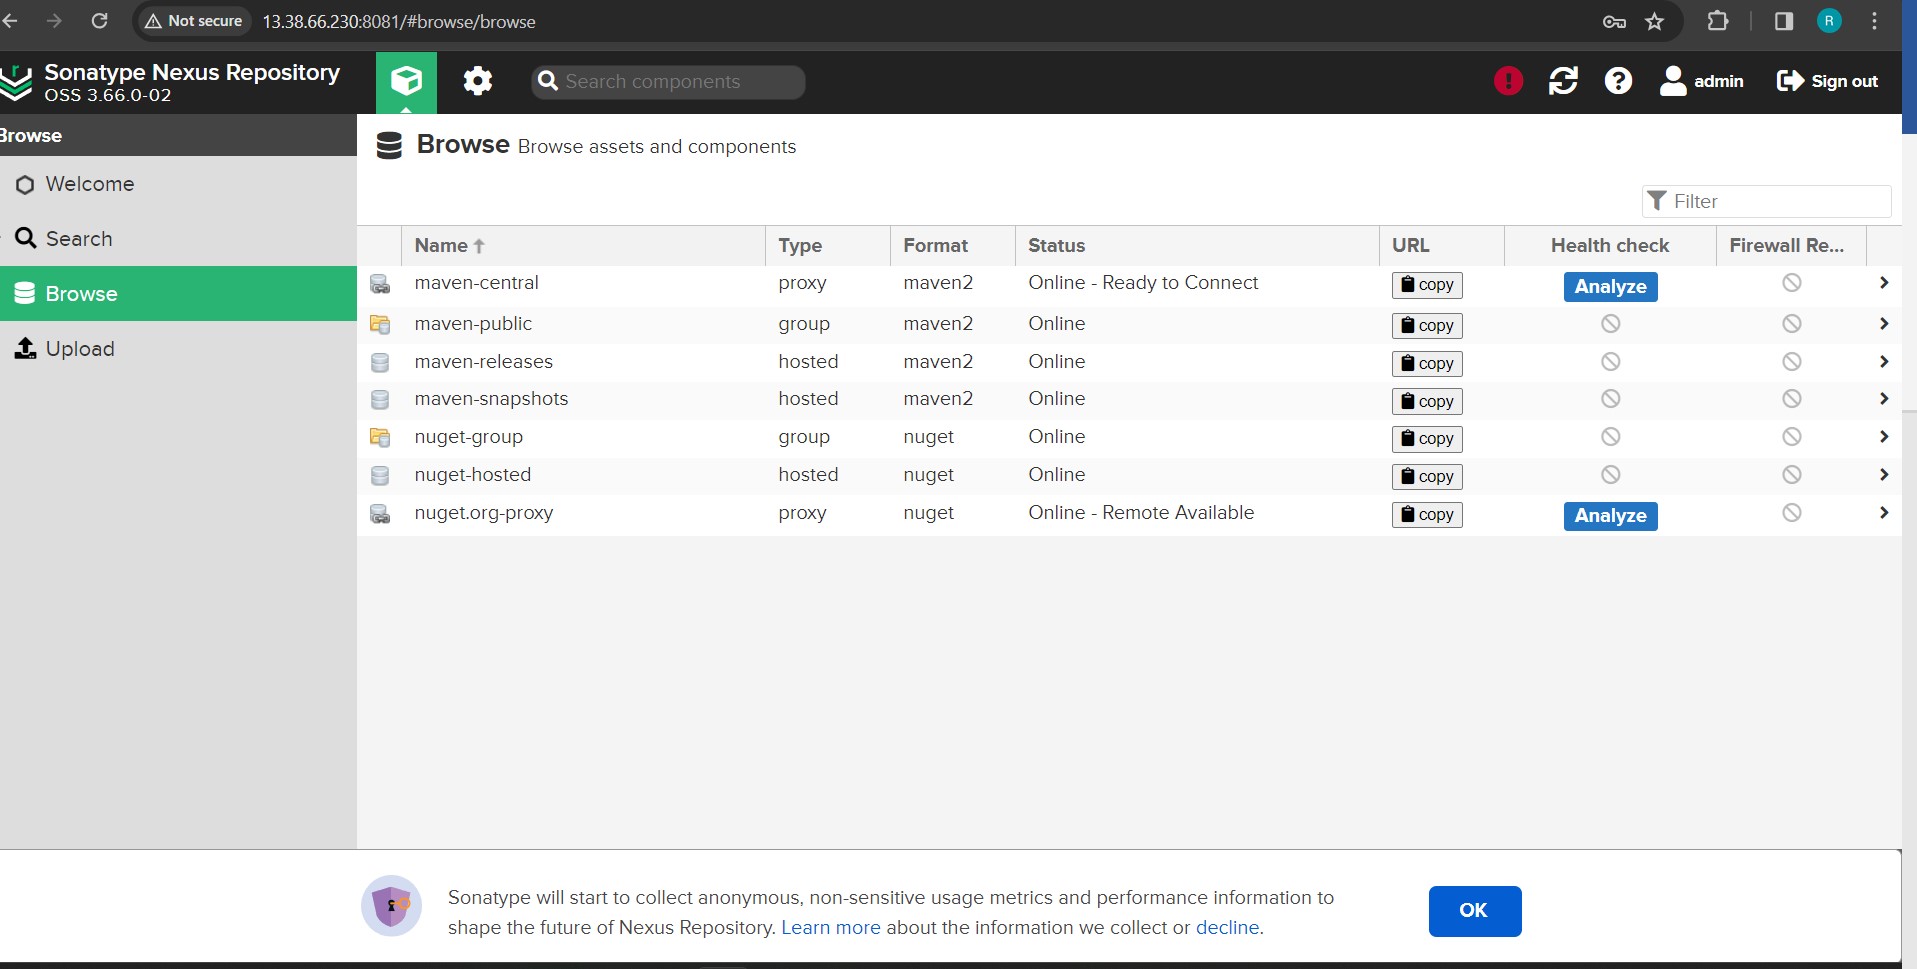 Not secure 13.38.66.230:8081/#browse/browse
R
Sonatype Nexus Repository
OSS 3.66.0-02
Search components
admin
Sign out
Browse
Welcome
Search
Browse
Upload
Browse Browse assets and components
Filter
Name Type Format Status URL Health check Firewall Re...
maven-central proxy maven2 Online - Ready to Connect copy Analyze
maven-public group maven2 Online copy
maven-releases hosted maven2 Online copy
maven-snapshots hosted maven2 Online copy
nuget-group group nuget Online copy
nuget-hosted hosted nuget Online copy
nuget.org-proxy proxy nuget Online - Remote Available copy Analyze
Sonatype will start to collect anonymous, non-sensitive usage metrics and performance information to
shape the future of Nexus Repository. Learn more about the information we collect or decline.
OK